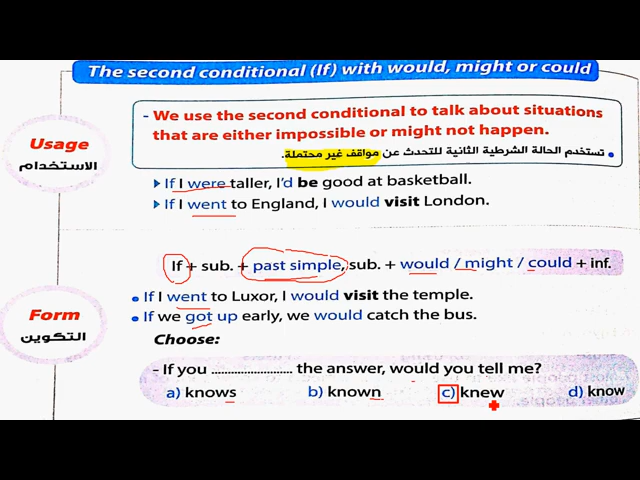 The second conditional (If) with would, might or could
Usage
الاستخدام
- We use the second conditional to talk about situations
that are either impossible or might not happen.
• تستخدم الحالة الشرطية الثانية للتحدث عن مواقف غير محتملة.
If I were taller, I'd be good at basketball.
If I went to England, I would visit London.
If + sub. + past simple, sub. + would / might / could + inf.
Form
التكوين
• If I went to Luxor, I would visit the temple.
• If we got up early, we would catch the bus.
Choose:
- If you ........................ the answer, would you tell me?
a) knows b) known c) knew d) know